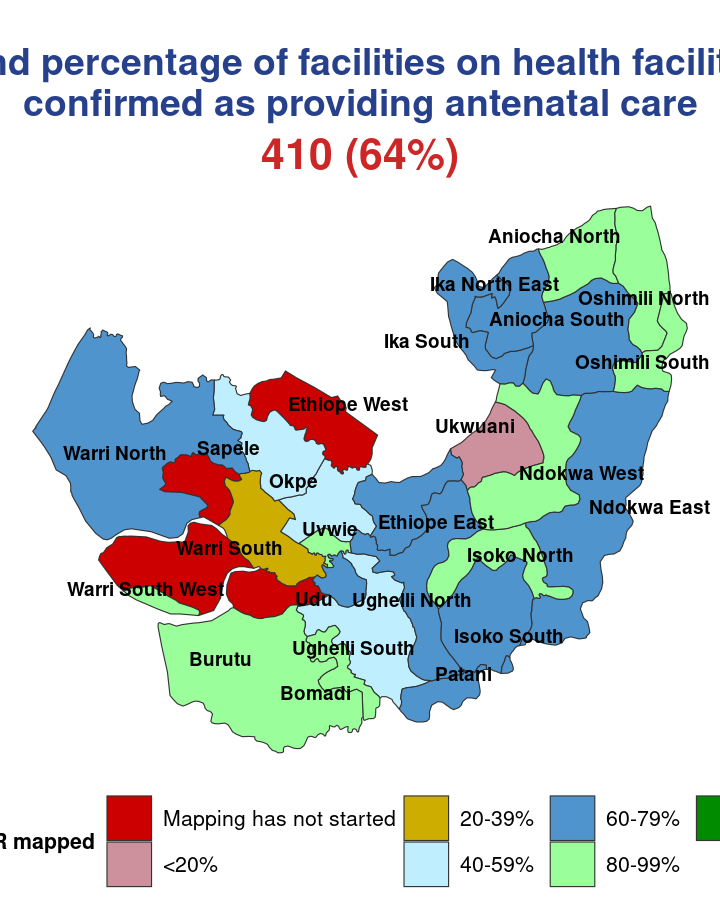 nd percentage of facilities on health facilit
confirmed as providing antenatal care
410 (64%)
Aniocha North
Ika North East
Oshimili North
Aniocha South
Ika South
Oshimili South
Ethiope West
Ukwuani
Sapele
Warri North
Ndokwa West
Okpe
Ndokwa East
Ethiope East
Uvwie
Warri South
Isoko North
Warri South West
Udu
Ughelli North
Isoko South
Ughelli South
Burutu
Patani
Bomadi
R mapped
Mapping has not started
<20%
20-39%
40-59%
60-79%
80-99%